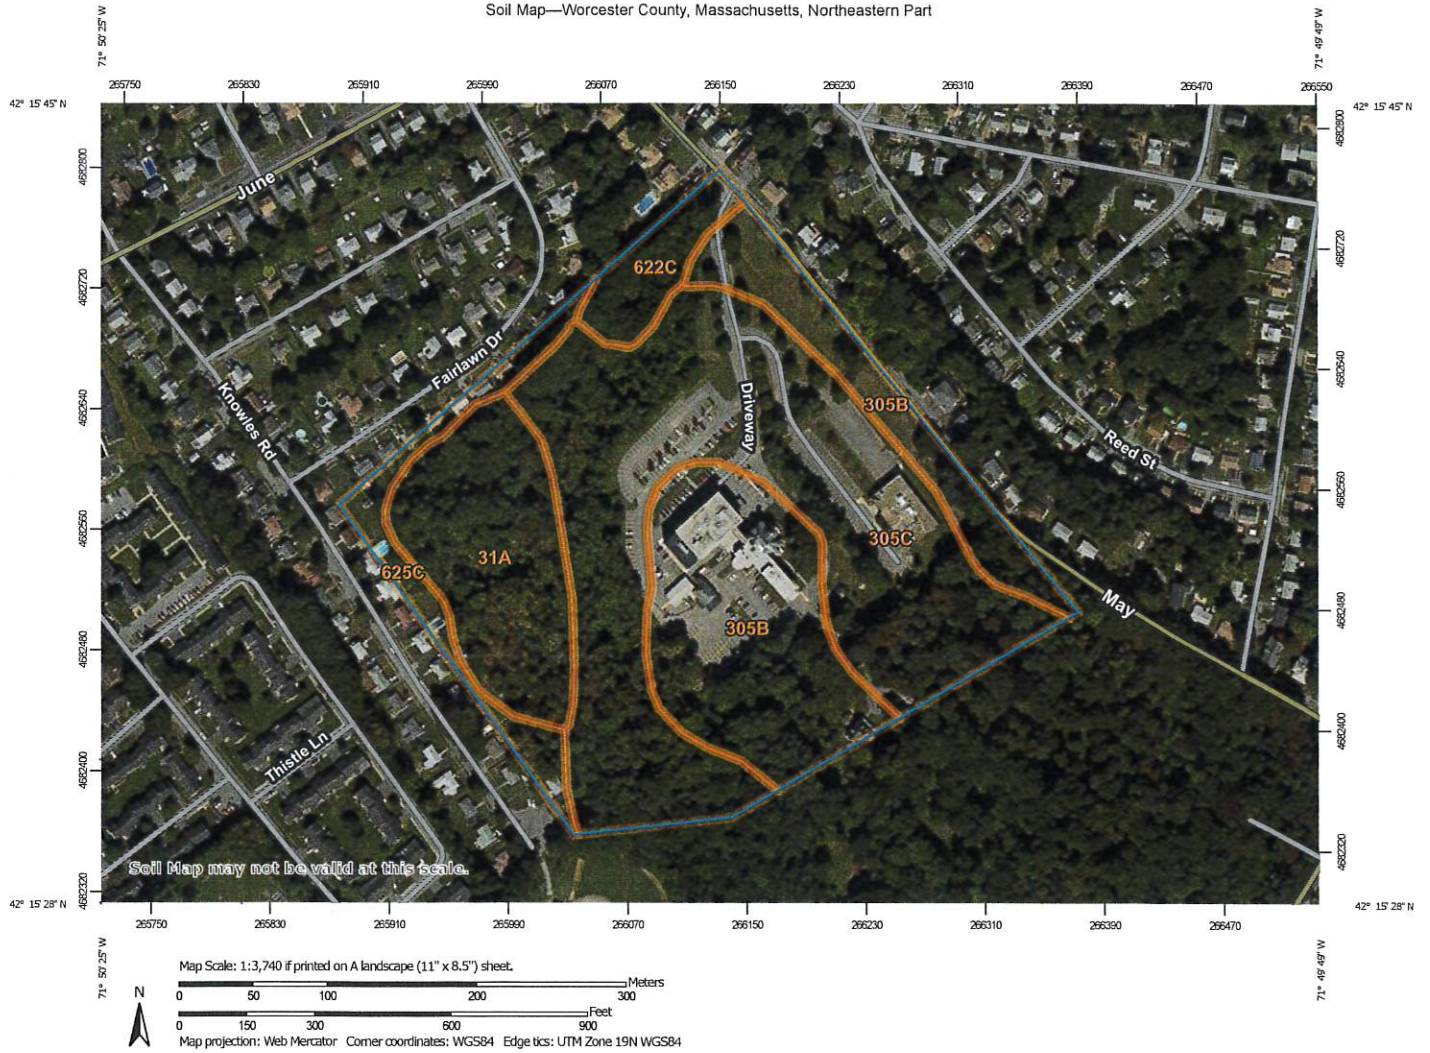 Soil Map—Worcester County, Massachusetts, Northeastern Part
71° 50' 25" W
71° 49' 49" W
265750 265830 265910 265990 266070 266150 266230 266310 266390 266470 266550
42° 15' 45" N
42° 15' 45" N
4682800
4682800
June
4682720
4682720
622C
Fairlawn Dr
4682640
4682640
Knowles Rd
Driveway
305B
Reed St
4682560
4682560
31A
305C
625C
May
4682480
4682480
305B
4682400
4682400
Thistle Ln
Soil Map may not be valid at this scale.
4682320
4682320
42° 15' 28" N
42° 15' 28" N
265750 265830 265910 265990 266070 266150 266230 266310 266390 266470
71° 50' 25" W
71° 49' 49" W
Map Scale: 1:3,740 if printed on A landscape (11" x 8.5") sheet.
Meters
0 50 100 200 300
Feet
0 150 300 600 900
N
Map projection: Web Mercator Corner coordinates: WGS84 Edge tics: UTM Zone 19N WGS84